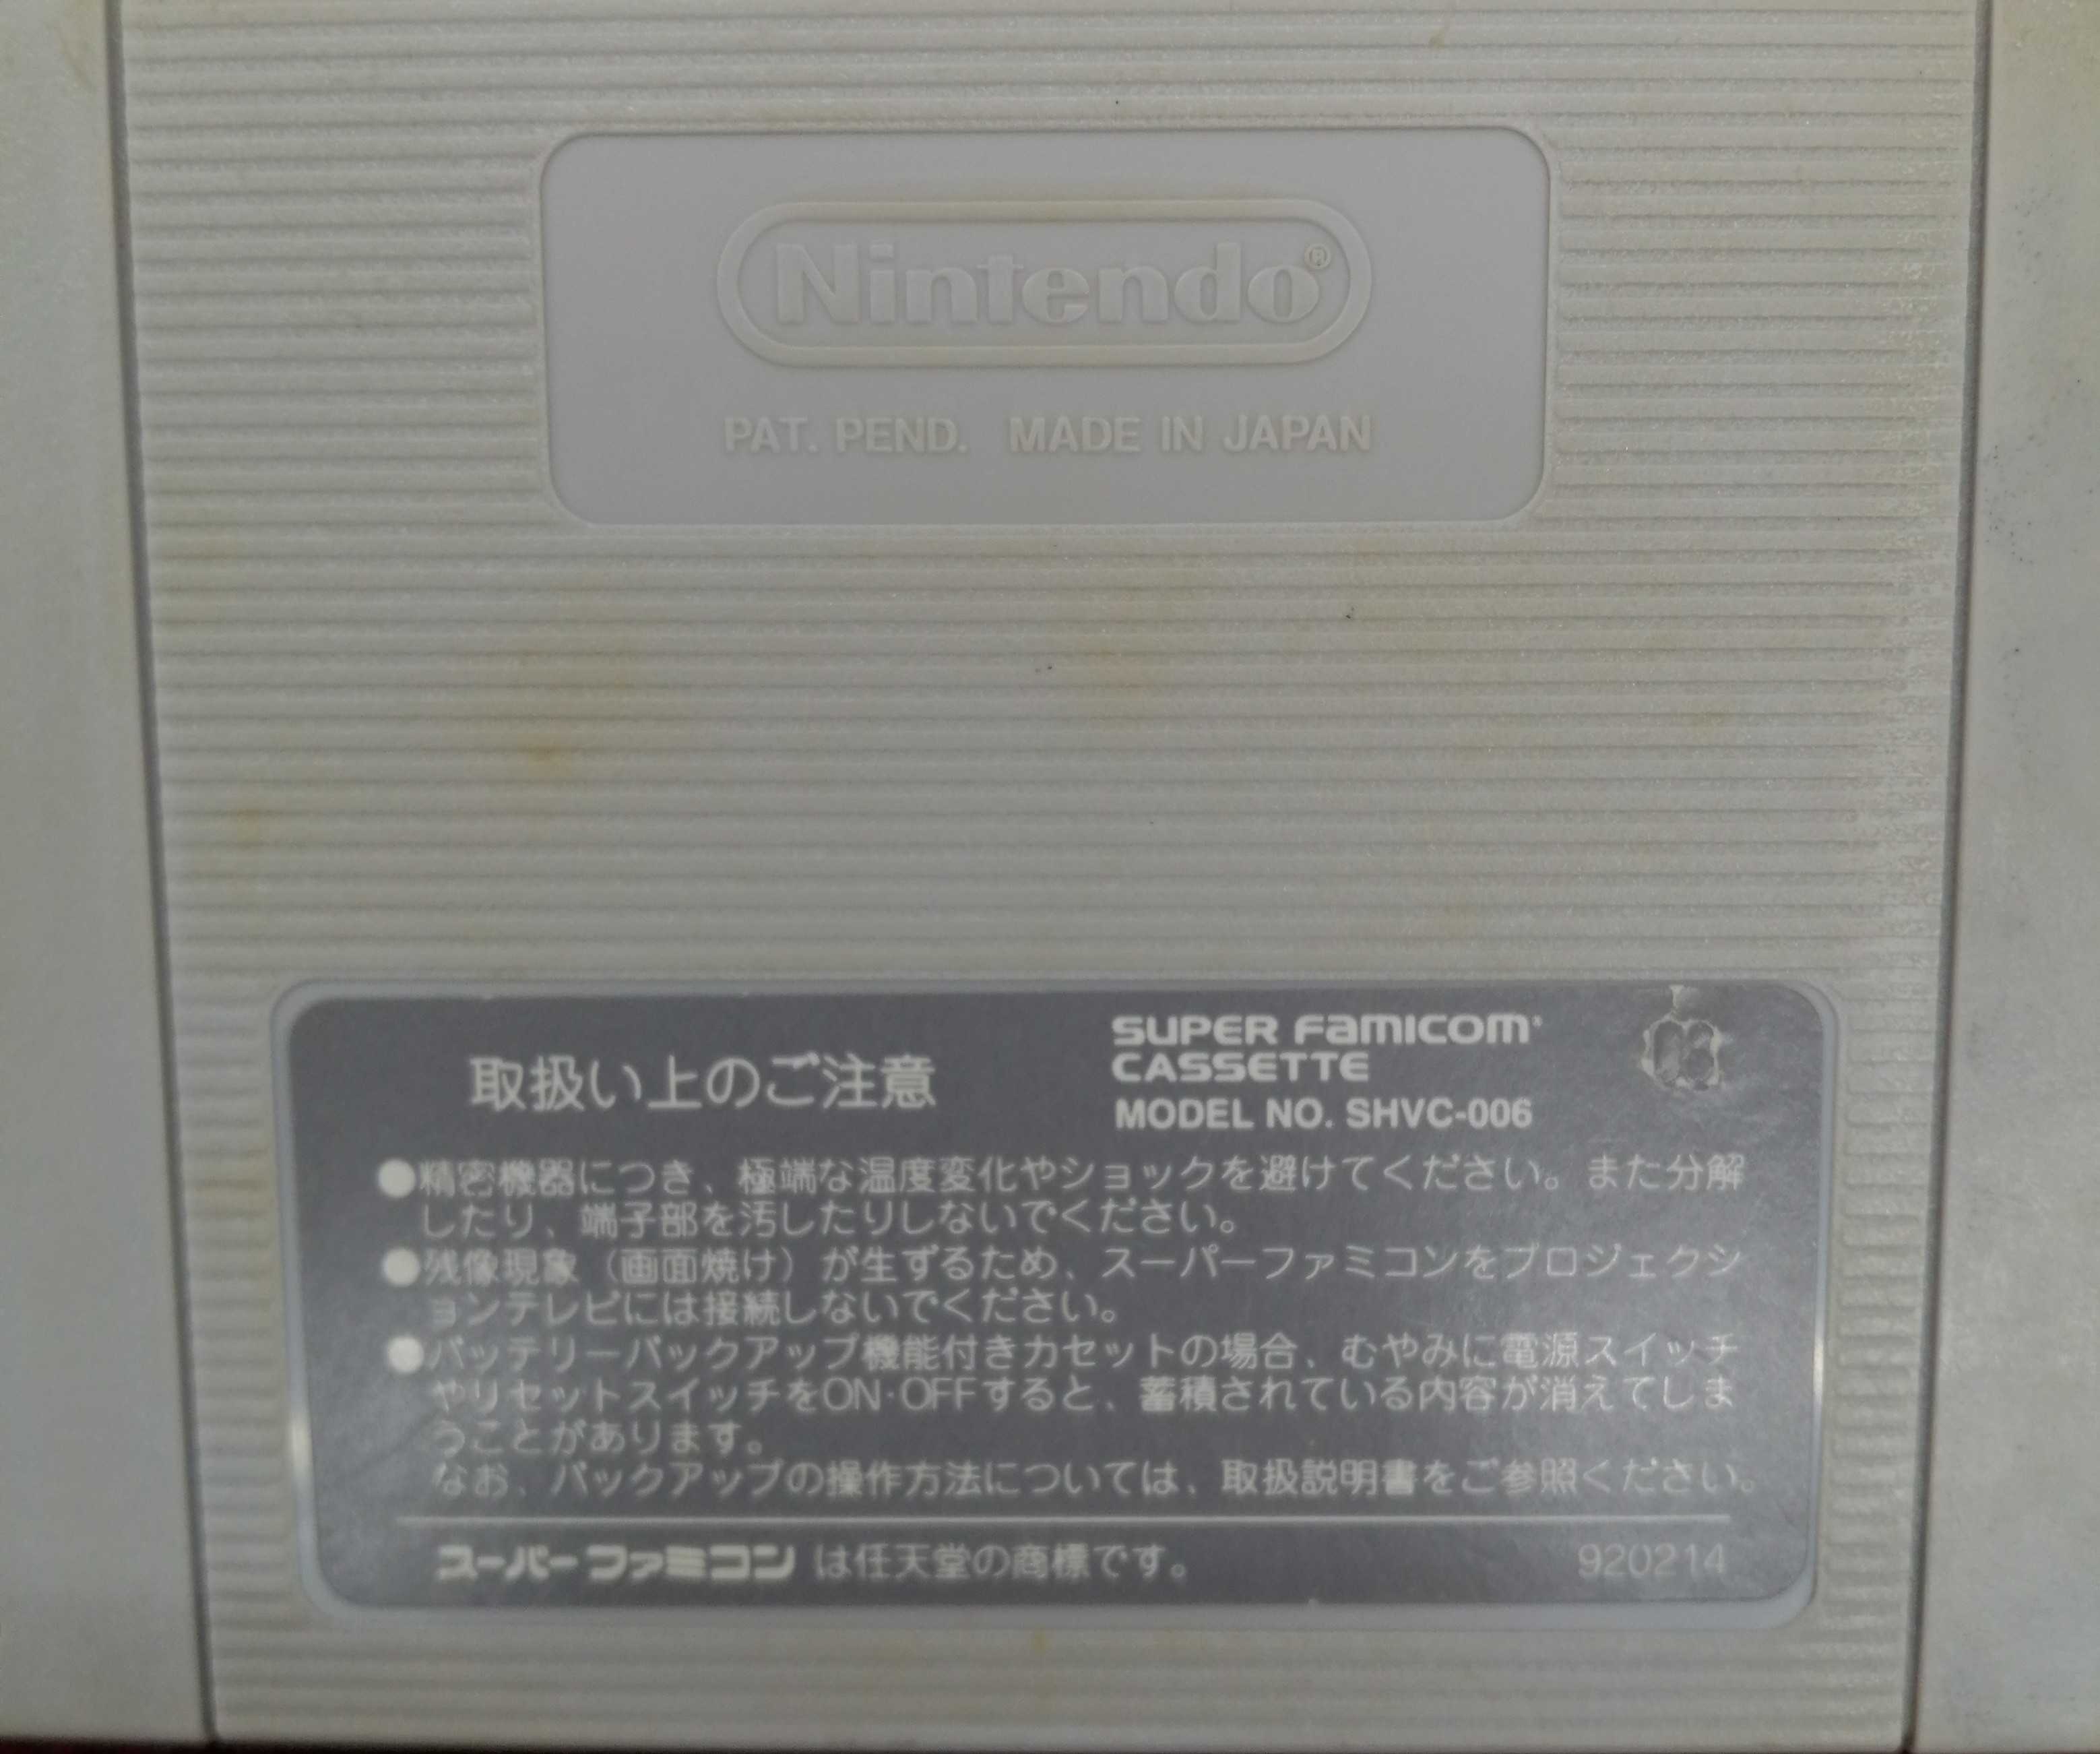 Nintendo®
PAT. PEND. MADE IN JAPAN
取扱い上のご注意
SUPER FAMICOM®
CASSETTE
MODEL NO. SHVC-006
●精密機器につき、極端な温度変化やショックを避けてください。また分解
したり、端子部を汚したりしないでください。
●残像現象（画面焼け）が生ずるため、スーパーファミコンをプロジェクシ
ョンテレビには接続しないでください。
●バッテリーバックアップ機能付きカセットの場合、むやみに電源スイッチ
やリセットスイッチをON·OFFすると、蓄積されている内容が消えてしま
うことがあります。
なお、バックアップの操作方法については、取扱説明書をご参照ください。
スーパーファミコン は任天堂の商標です。
920214